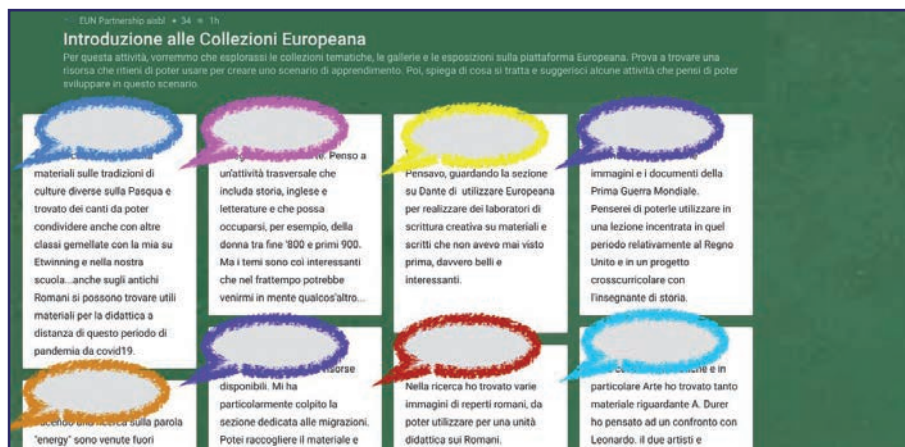 EUN Partnership aisbl • 34 • 1h
Introduzione alle Collezioni Europeana
Per questa attività, vorremmo che esplorassi le collezioni tematiche, le gallerie e le esposizioni sulla piattaforma Europeana. Prova a trovare una
risorsa che ritieni di poter usare per creare uno scenario di apprendimento. Poi, spiega di cosa si tratta e suggerisci alcune attività che pensi di poter
sviluppare in questo scenario.
materiali sulle tradizioni di
culture diverse sulla Pasqua e
trovato dei canti da poter
condividere anche con altre
classi gemellate con la mia su
Etwinning e nella nostra
scuola...anche sugli antichi
Romani si possono trovare utili
materiali per la didattica a
distanza di questo periodo di
pandemia da covid19.
Penso a
un'attività trasversale che
includa storia, inglese e
letterature e che possa
occuparsi, per esempio, della
donna tra fine '800 e primi 900.
Ma i temi sono coì interessanti
che nel frattempo potrebbe
venirmi in mente qualcos'altro...
Pensavo, guardando la sezione
su Dante di utilizzare Europeana
per realizzare dei laboratori di
scrittura creativa su materiali e
scritti che non avevo mai visto
prima, davvero belli e
interessanti.
immagini e i documenti della
Prima Guerra Mondiale.
Penserei di poterle utilizzare in
una lezione incentrata in quel
periodo relativamente al Regno
Unito e in un progetto
crosscurricolare con
l'insegnante di storia.
sulla parola
"energy" sono venute fuori
risorse
disponibili. Mi ha
particolarmente colpito la
sezione dedicata alle migrazioni.
Potei raccogliere il materiale e
Nella ricerca ho trovato varie
immagini di reperti romani, da
poter utilizzare per una unità
didattica sui Romani.
e in
particolare Arte ho trovato tanto
materiale riguardante A. Durer
ho pensato ad un confronto con
Leonardo. il due artisti e